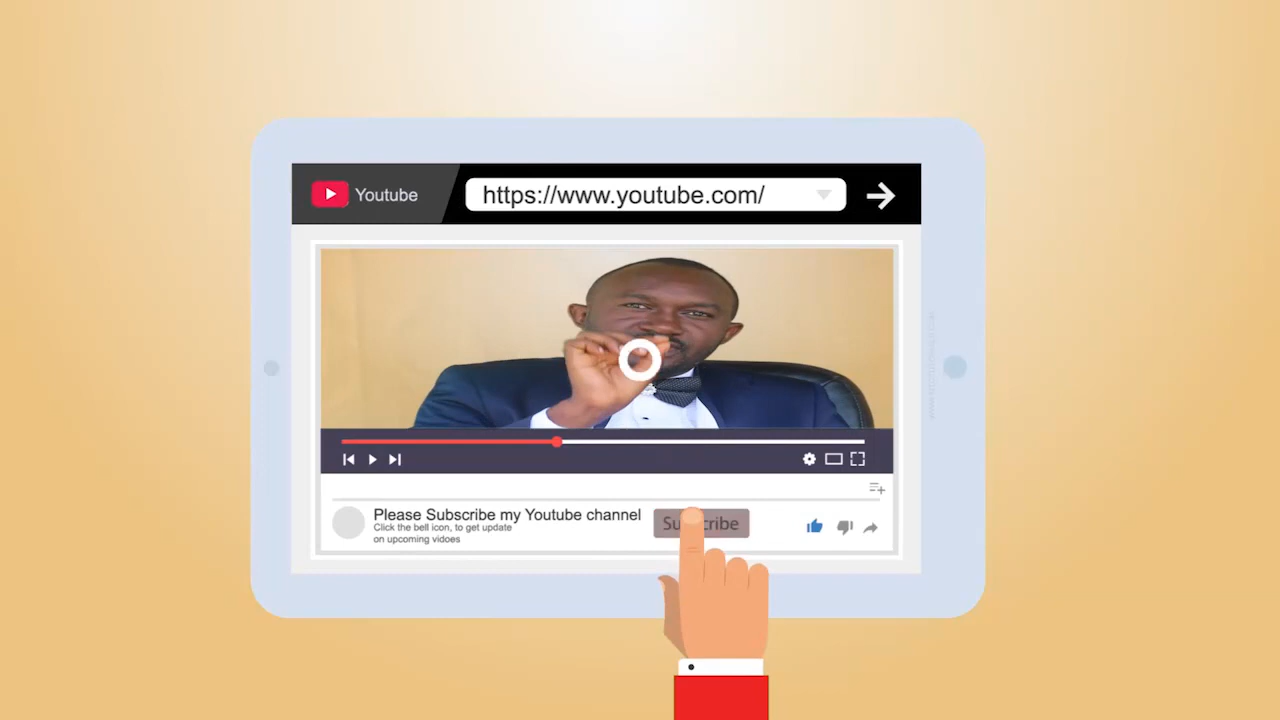 Youtube
https://www.youtube.com/
Please Subscribe my Youtube channel
Click the bell icon, to get update
on upcoming vidoes
Subscribe